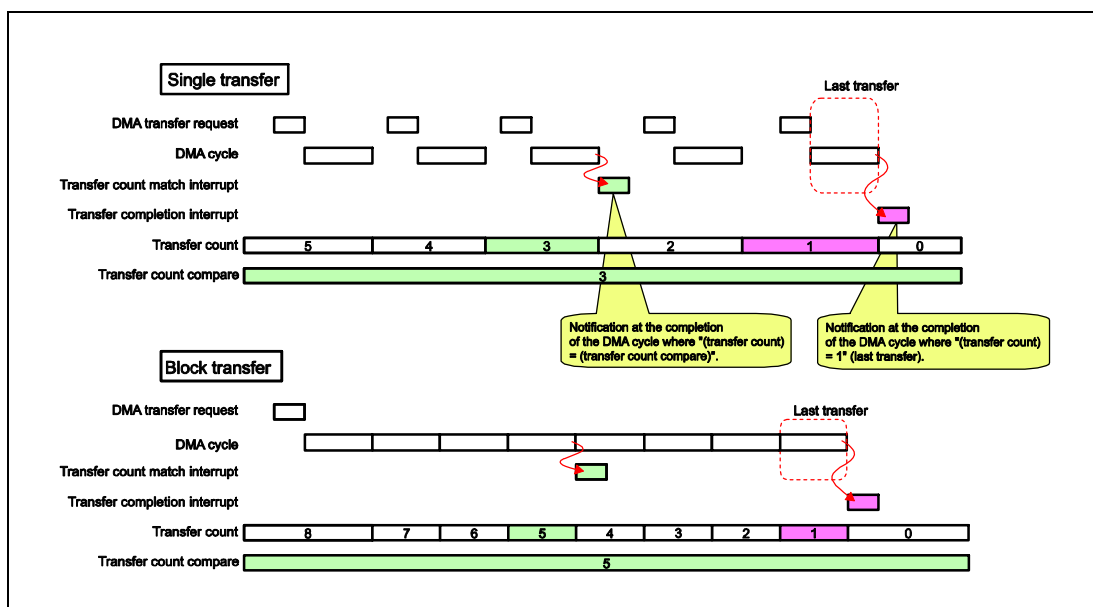 Single transfer
Last transfer
DMA transfer request
DMA cycle
Transfer count match interrupt
Transfer completion interrupt
Transfer count 5 4 3 2 1 0
Transfer count compare 3
Notification at the completion
of the DMA cycle where "(transfer count)
= (transfer count compare)".
Notification at the completion
of the DMA cycle where "(transfer count)
= 1" (last transfer).
Block transfer
DMA transfer request
Last transfer
DMA cycle
Transfer count match interrupt
Transfer completion interrupt
Transfer count 8 7 6 5 4 3 2 1 0
Transfer count compare 5